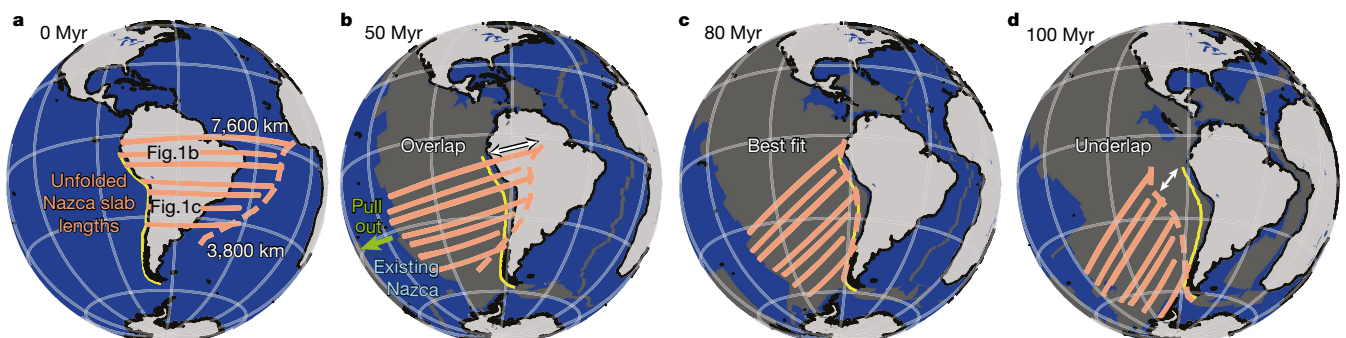 a 0 Myr
7,600 km
Fig.1b
Unfolded
Nazca slab
lengths
Fig.1c
3,800 km
b 50 Myr
Overlap
Pull
out
Existing
Nazca
c 80 Myr
Best fit
d 100 Myr
Underlap